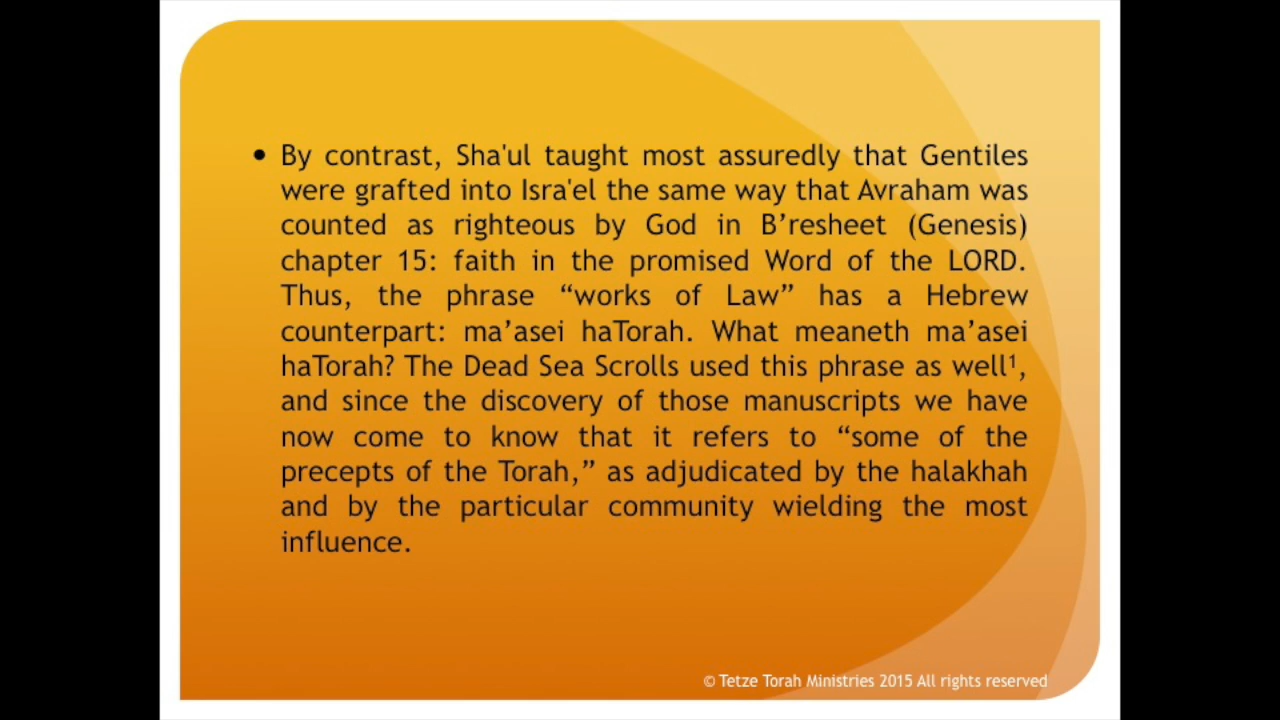 • By contrast, Sha'ul taught most assuredly that Gentiles
were grafted into Isra'el the same way that Avraham was
counted as righteous by God in B’resheet (Genesis)
chapter 15: faith in the promised Word of the LORD.
Thus, the phrase “works of Law” has a Hebrew
counterpart: ma’asei haTorah. What meaneth ma’asei
haTorah? The Dead Sea Scrolls used this phrase as well¹,
and since the discovery of those manuscripts we have
now come to know that it refers to “some of the
precepts of the Torah,” as adjudicated by the halakhah
and by the particular community wielding the most
influence.
© Tetze Torah Ministries 2015 All rights reserved